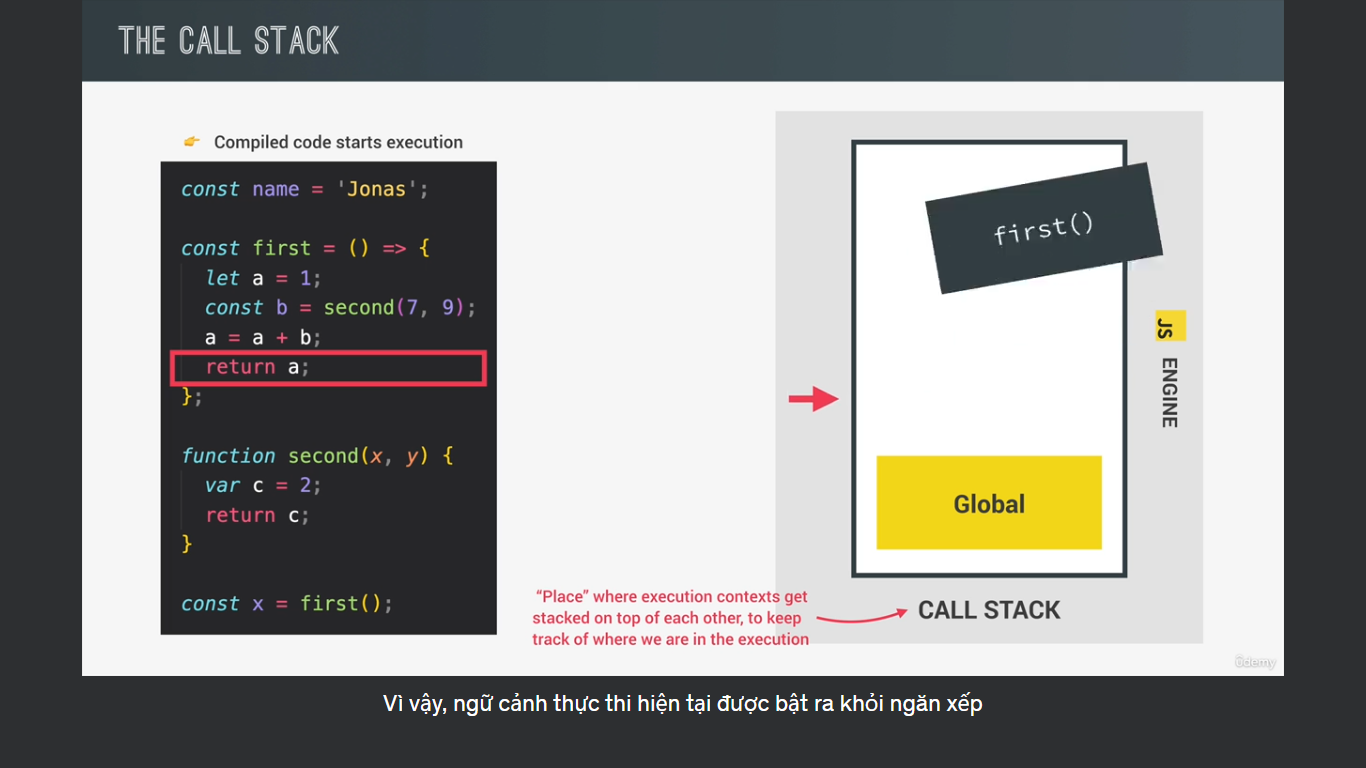 THE CALL STACK
👉 Compiled code starts execution
const name = 'Jonas';
const first = () => {
let a = 1;
const b = second(7, 9);
a = a + b;
return a;
};
function second(x, y) {
var c = 2;
return c;
}
const x = first();
first()
Global
JS ENGINE
CALL STACK
“Place” where execution contexts get
stacked on top of each other, to keep
track of where we are in the execution
Udemy
Vì vậy, ngữ cảnh thực thi hiện tại được bật ra khỏi ngăn xếp